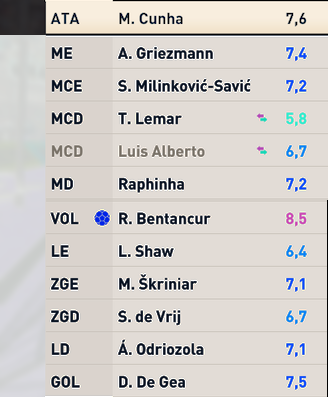 ATA M. Cunha 7,6
ME A. Griezmann 7,4
MCE S. Milinković-Savić 7,2
MCD T. Lemar 5,8
MCD Luis Alberto 6,7
MD Raphinha 7,2
VOL R. Bentancur 8,5
LE L. Shaw 6,4
ZGE M. Škriniar 7,1
ZGD S. de Vrij 6,7
LD Á. Odriozola 7,1
GOL D. De Gea 7,5